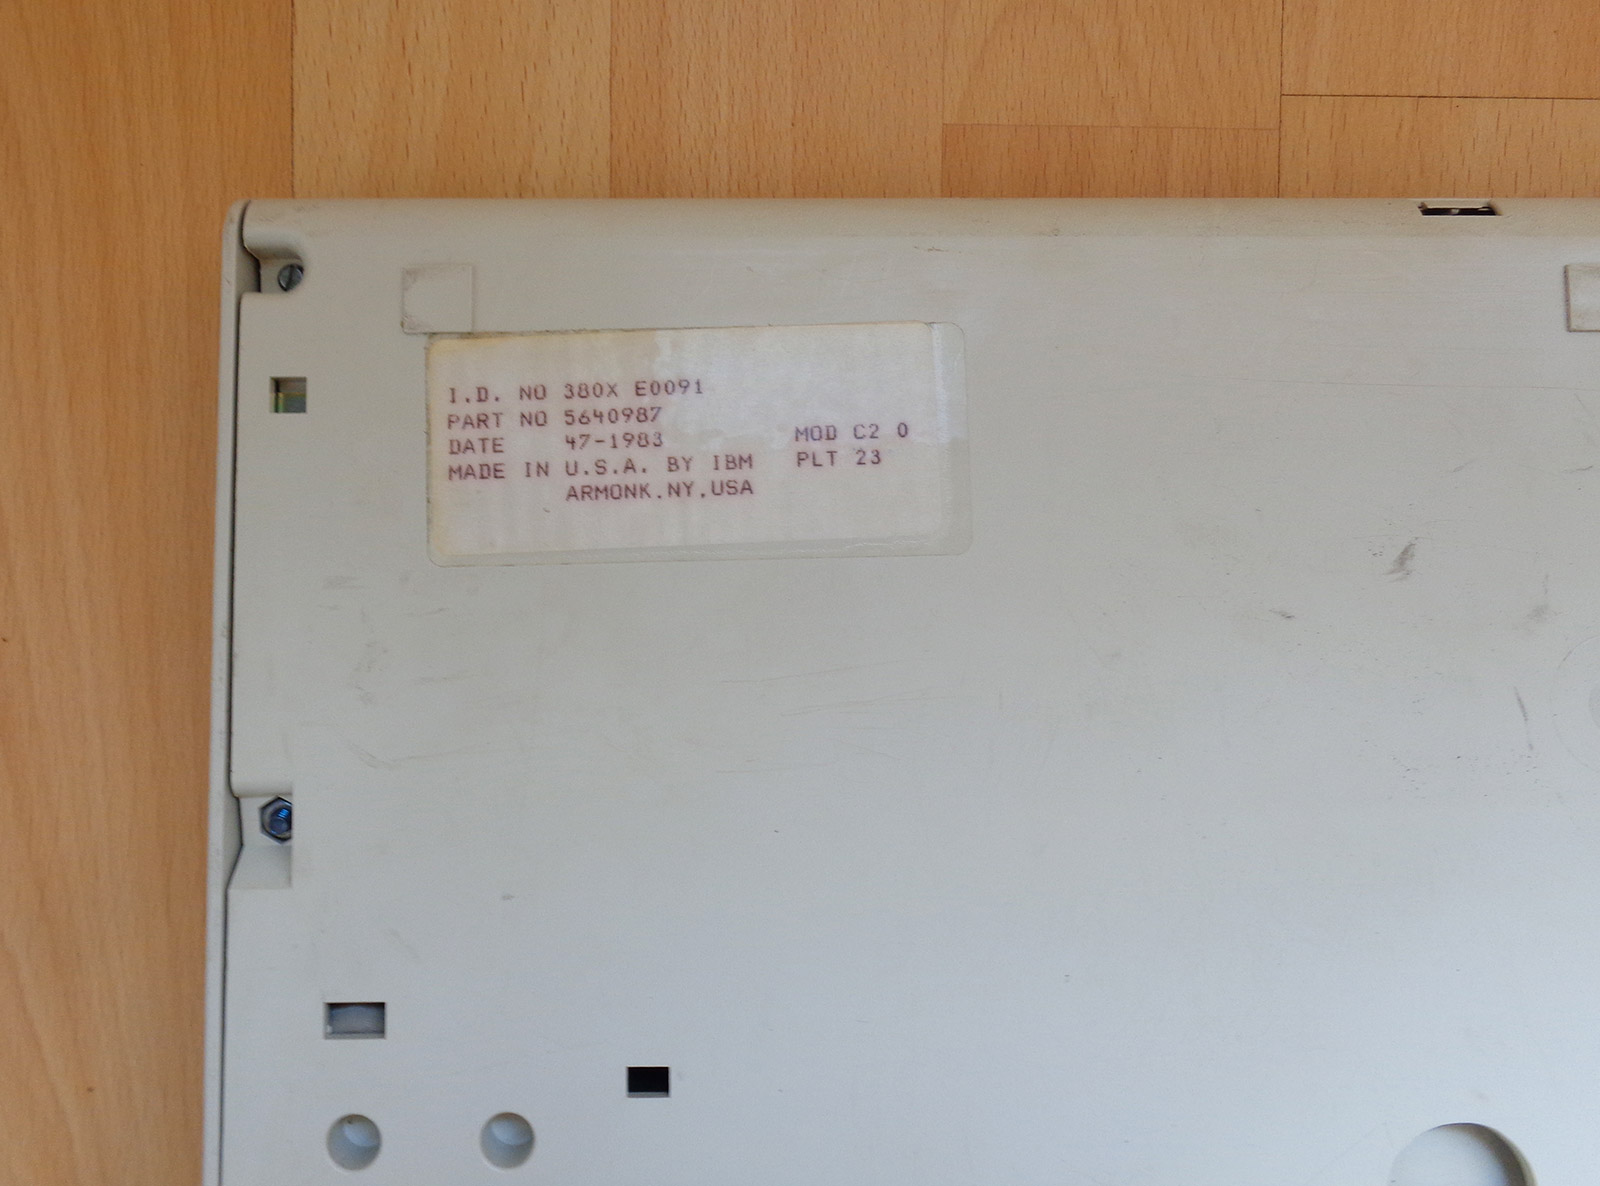 I.D. NO 380X E0091
PART NO 5640987
DATE 47-1983 MOD C2 0
MADE IN U.S.A. BY IBM PLT 23
ARMONK.NY.USA